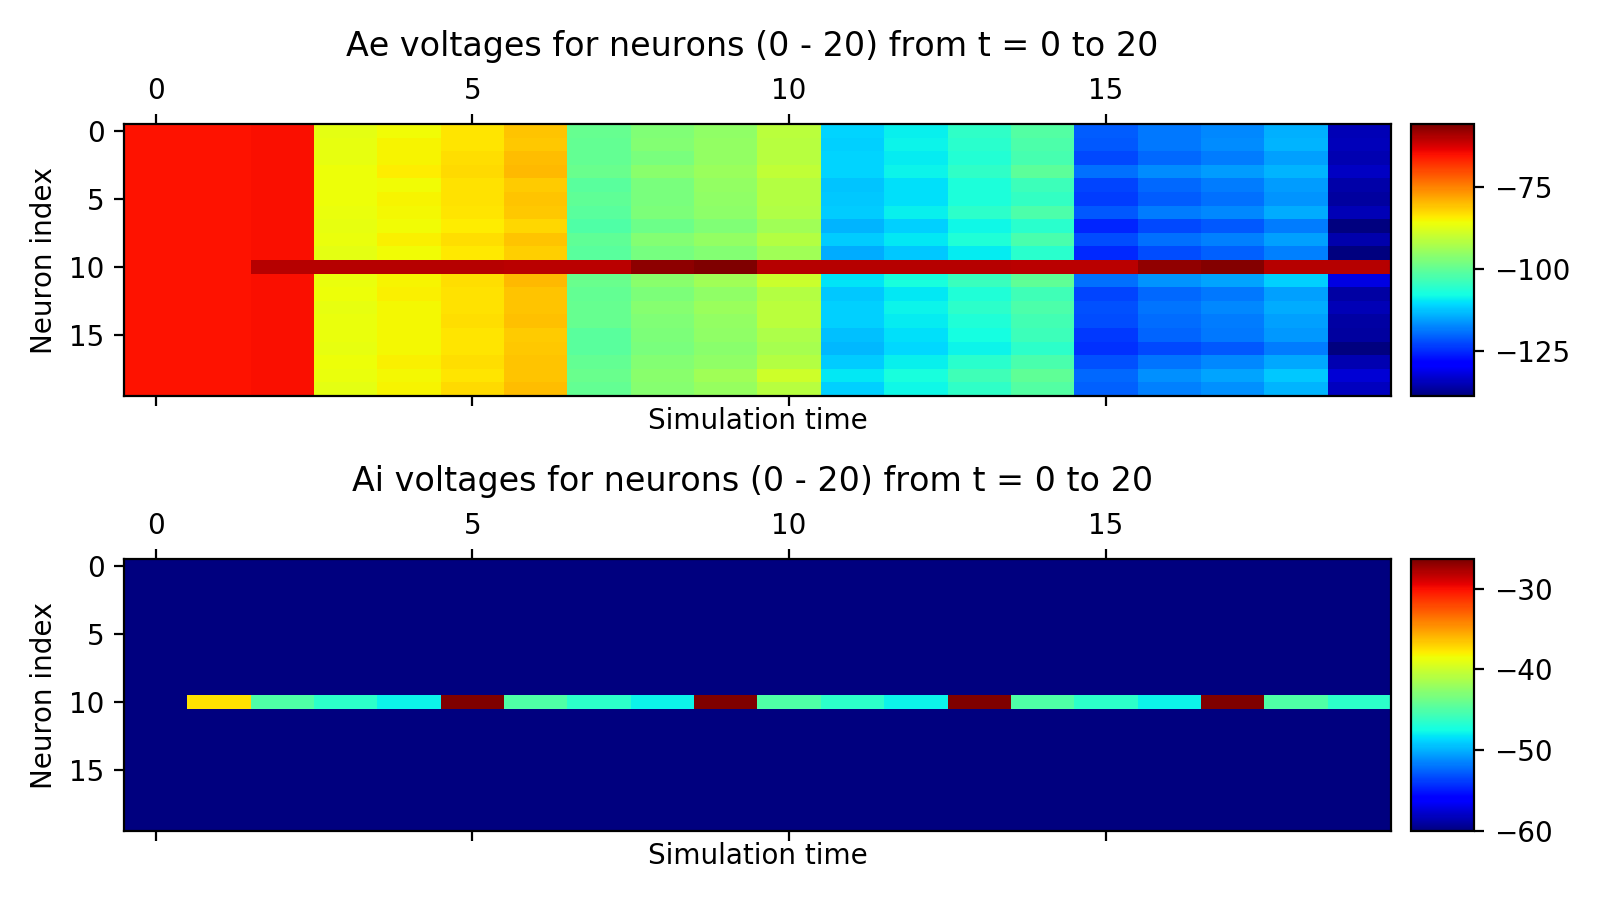 Ae voltages for neurons (0 - 20) from t = 0 to 20
0 5 10 15
Neuron index
0
5
10
15
−75
−100
−125
Simulation time
Ai voltages for neurons (0 - 20) from t = 0 to 20
0 5 10 15
Neuron index
0
5
10
15
−30
−40
−50
−60
Simulation time